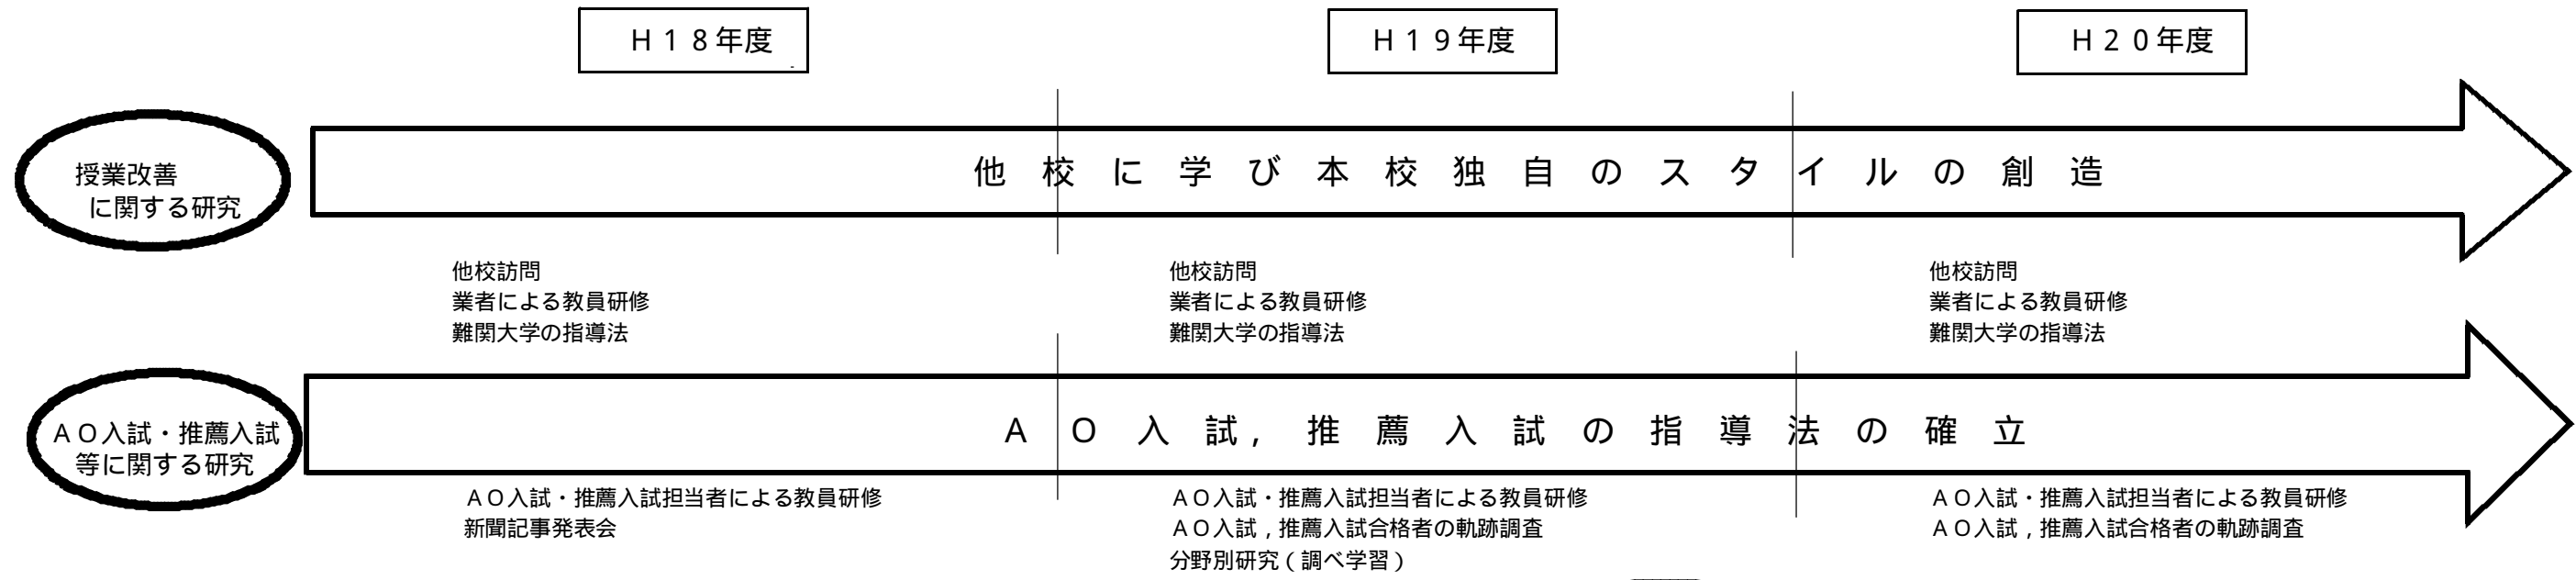 Ｈ１８年度
Ｈ１９年度
Ｈ２０年度
授業改善
に関する研究
他校に学び本校独自のスタイルの創造
他校訪問
業者による教員研修
難関大学の指導法
他校訪問
業者による教員研修
難関大学の指導法
他校訪問
業者による教員研修
難関大学の指導法
ＡＯ入試・推薦入試
等に関する研究
ＡＯ入試，推薦入試の指導法の確立
ＡＯ入試・推薦入試担当者による教員研修
新聞記事発表会
ＡＯ入試・推薦入試担当者による教員研修
ＡＯ入試，推薦入試合格者の軌跡調査
分野別研究（調べ学習）
ＡＯ入試・推薦入試担当者による教員研修
ＡＯ入試，推薦入試合格者の軌跡調査